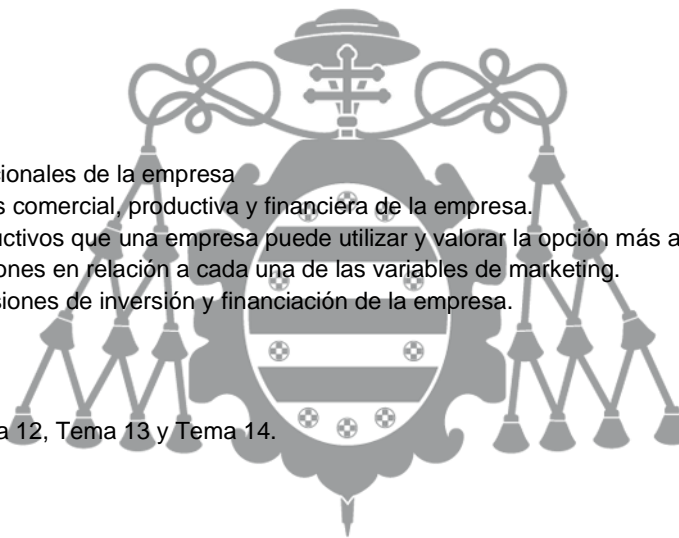 cionales de la empresa
s comercial, productiva y financiera de la empresa.
uctivos que una empresa puede utilizar y valorar la opción más a
ones en relación a cada una de las variables de marketing.
siones de inversión y financiación de la empresa.
a 12, Tema 13 y Tema 14.